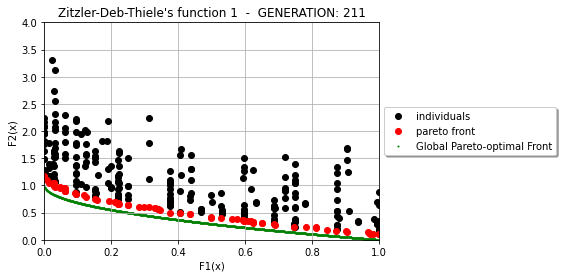 Zitzler-Deb-Thiele's function 1 - GENERATION: 211
4.0
3.5
3.0
2.5
2.0
1.5
1.0
0.5
0.0
F2(x)
0.0 0.2 0.4 0.6 0.8 1.0
F1(x)
individuals
pareto front
Global Pareto-optimal Front